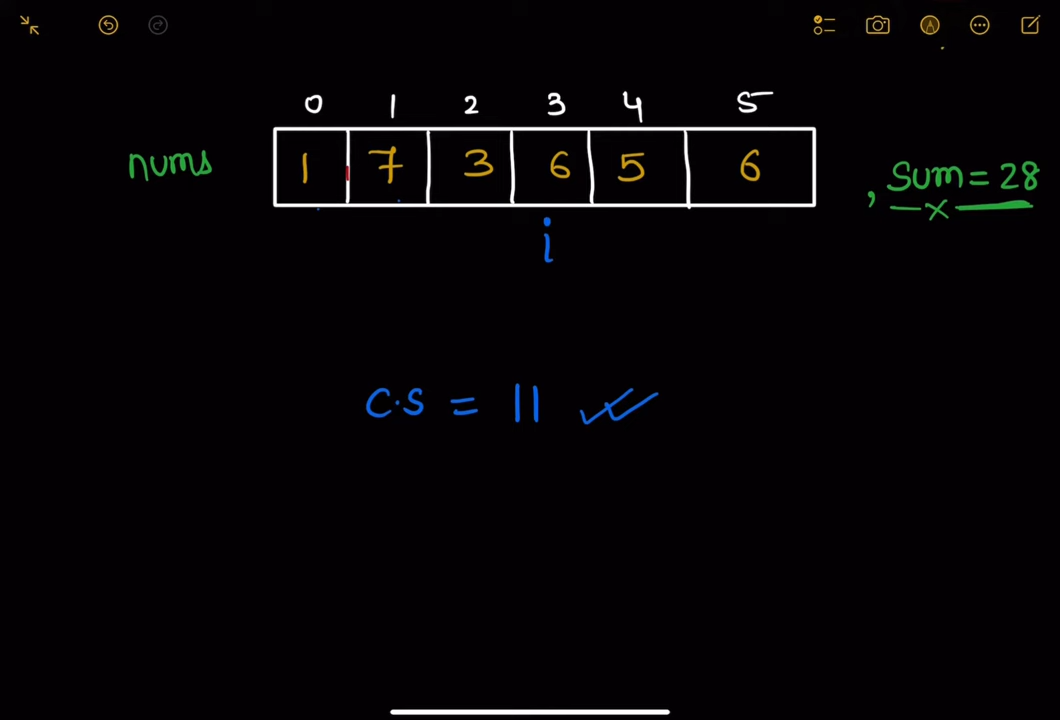 0 1 2 3 4 5
nums 1 7 3 6 5 6 , Sum = 28
x
i
C.S = 11